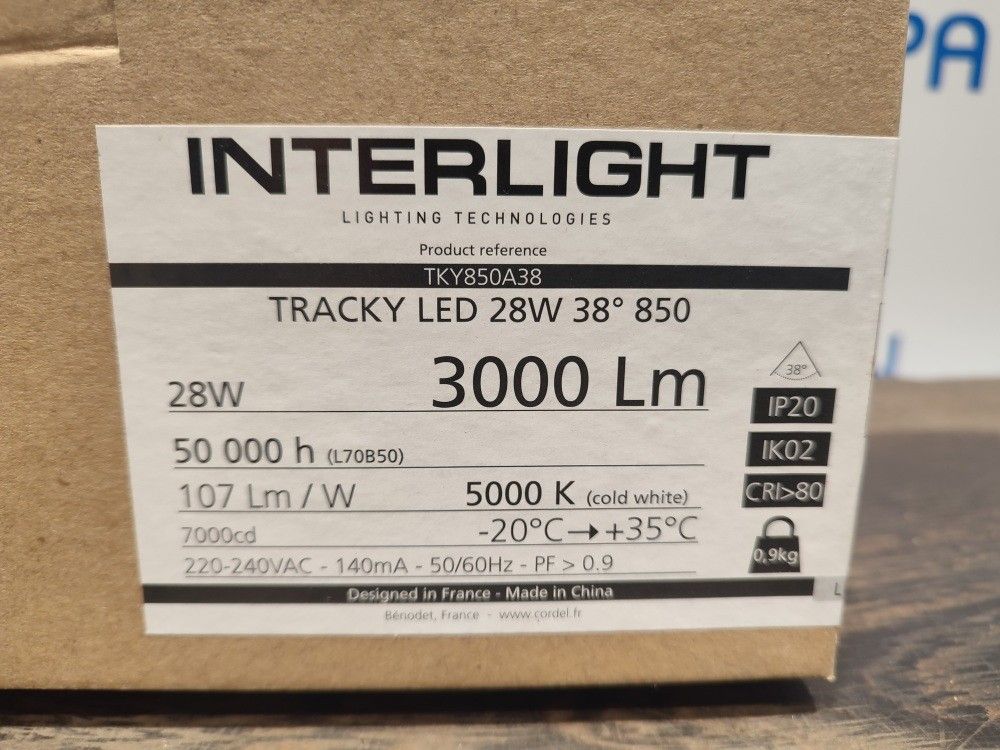 PA
INTERLIGHT
LIGHTING TECHNOLOGIES
Product reference
TKY850A38
TRACKY LED 28W 38° 850
28W 3000 Lm
38°
IP20
50 000 h (L70B50)
IK02
107 Lm / W 5000 K (cold white)
CRI>80
7000cd -20°C→+35°C
0,9kg
220-240VAC - 140mA - 50/60Hz - PF > 0.9
Designed in France - Made in China
L
Bénodet, France - www.cordel.fr